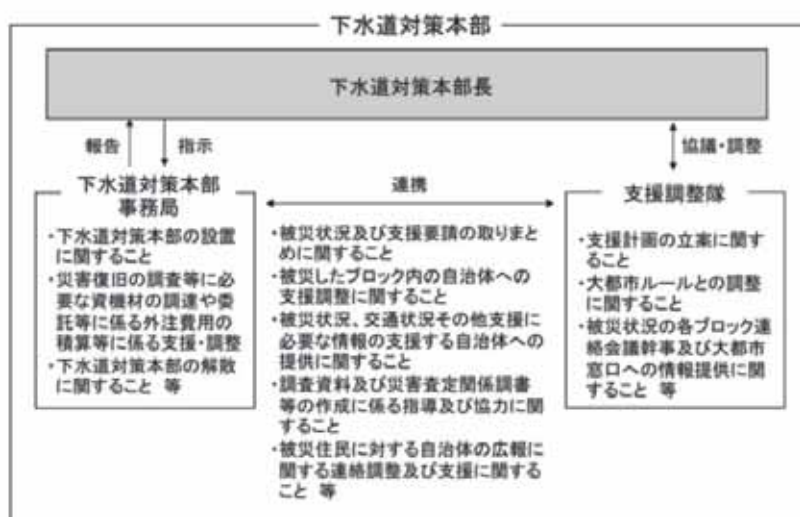 下水道対策本部
下水道対策本部長
報告
指示
協議・調整
下水道対策本部
事務局
・下水道対策本部の設置
に関すること
・災害復旧の調査等に必
要な資機材の調達や委
託等に係る外注費用の
積算等に係る支援・調整
・下水道対策本部の解散
に関すること 等
連携
・被災状況及び支援要請の取りまと
めに関すること
・被災したブロック内の自治体への
支援調整に関すること
・被災状況、交通状況その他支援に
必要な情報の支援する自治体への
提供に関すること
・調査資料及び災害査定関係調書
等の作成に係る指導及び協力に関
すること
・被災住民に対する自治体の広報に
関する連絡調整及び支援に関する
こと 等
支援調整隊
・支援計画の立案に関す
ること
・大都市ルールとの調整
に関すること
・被災状況の各ブロック連
絡会議幹事及び大都市
窓口への情報提供に関
すること 等